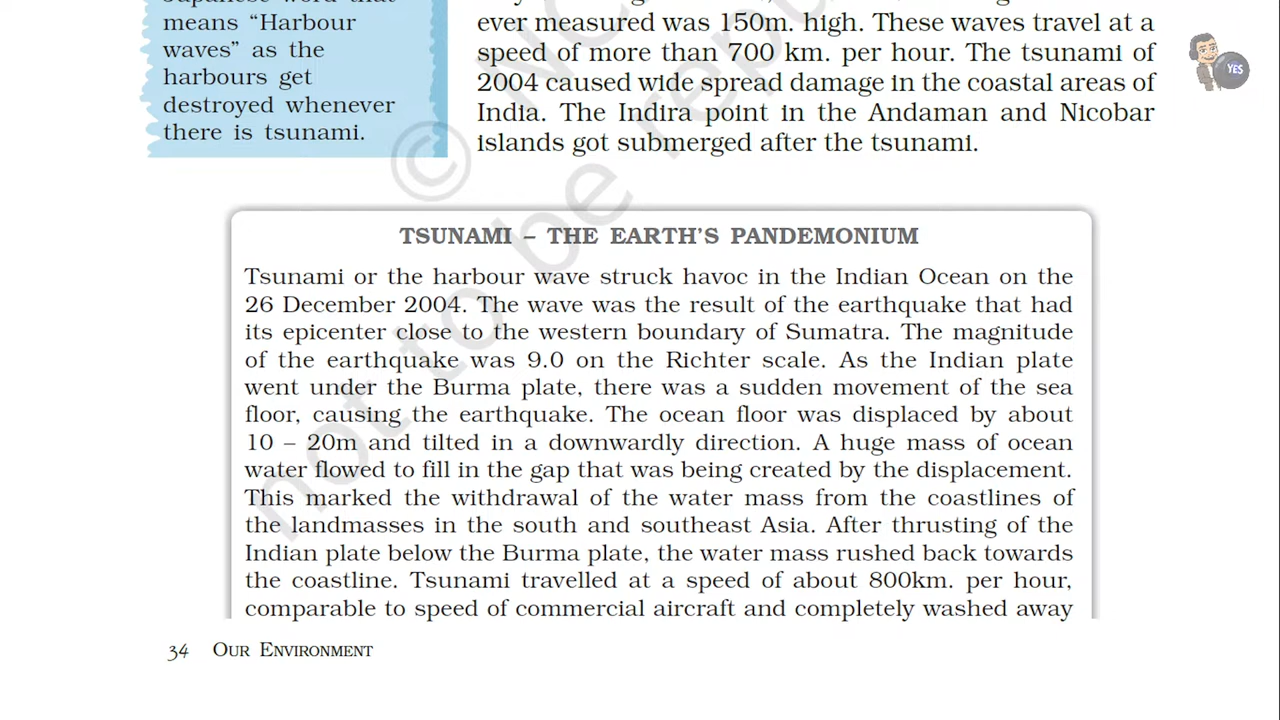 means “Harbour
waves” as the
harbours get
destroyed whenever
there is tsunami.
ever measured was 150m. high. These waves travel at a
speed of more than 700 km. per hour. The tsunami of
2004 caused wide spread damage in the coastal areas of
India. The Indira point in the Andaman and Nicobar
islands got submerged after the tsunami.
YES
© not to be
TSUNAMI – THE EARTH’S PANDEMONIUM
Tsunami or the harbour wave struck havoc in the Indian Ocean on the
26 December 2004. The wave was the result of the earthquake that had
its epicenter close to the western boundary of Sumatra. The magnitude
of the earthquake was 9.0 on the Richter scale. As the Indian plate
went under the Burma plate, there was a sudden movement of the sea
floor, causing the earthquake. The ocean floor was displaced by about
10 – 20m and tilted in a downwardly direction. A huge mass of ocean
water flowed to fill in the gap that was being created by the displacement.
This marked the withdrawal of the water mass from the coastlines of
the landmasses in the south and southeast Asia. After thrusting of the
Indian plate below the Burma plate, the water mass rushed back towards
the coastline. Tsunami travelled at a speed of about 800km. per hour,
comparable to speed of commercial aircraft and completely washed away
34 OUR ENVIRONMENT